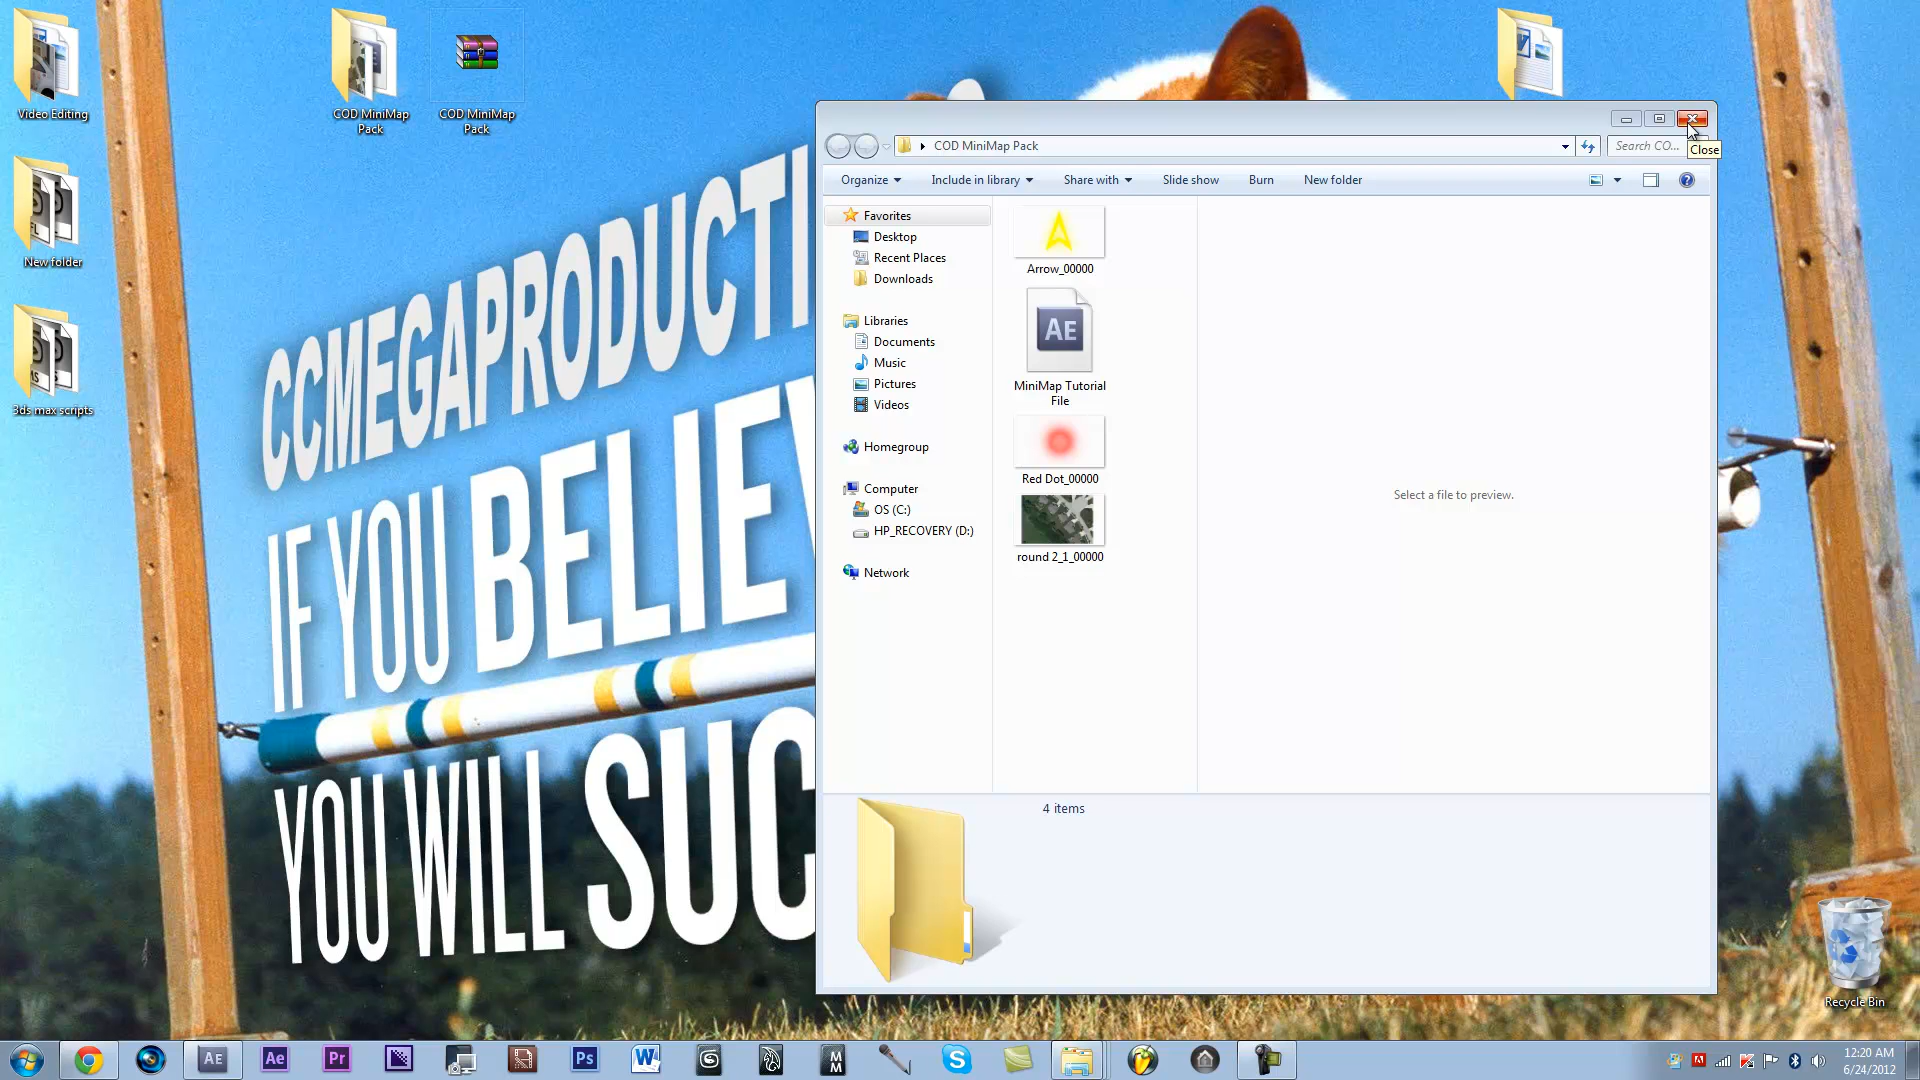 Video Editing
COD MiniMap
Pack
COD MiniMap
Pack
New folder
3ds max scripts
CCMEGAPRODUCTI
IF YOU BELIEV
YOU WILL SUC
COD MiniMap Pack
Search CO...
Close
Organize
Include in library
Share with
Slide show
Burn
New folder
Favorites
Desktop
Recent Places
Downloads
Libraries
Documents
Music
Pictures
Videos
Homegroup
Computer
OS (C:)
HP_RECOVERY (D:)
Network
Arrow_00000
AE
MiniMap Tutorial
File
Red Dot_00000
round 2_1_00000
Select a file to preview.
4 items
Recycle Bin
AE
Ae
Pr
Ps
W
S
M
M
S
12:20 AM
6/24/2012